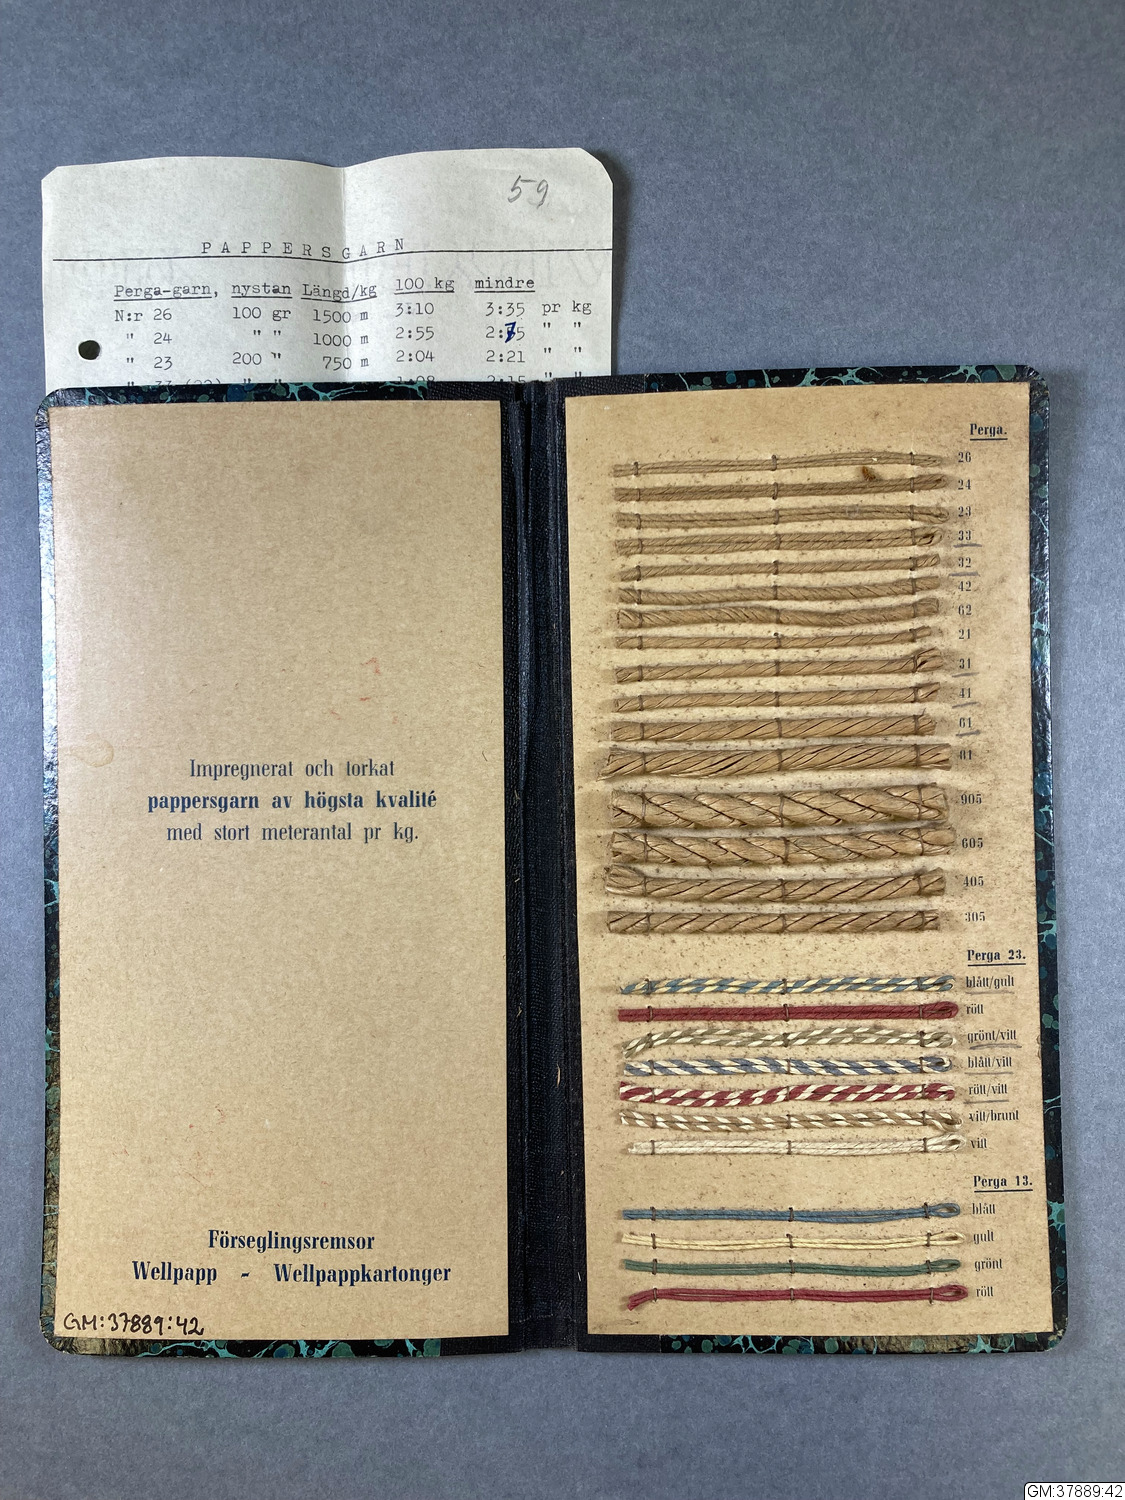 59
PAPPERSGARN
Perga-garn, nystan Längd/kg 100 kg mindre
N:r 26 100 gr 1500 m 3:10 3:35 pr kg
" 24 " " 1000 m 2:55 2:75 " "
" 23 200 " 750 m 2:04 2:21 " "
Impregnerat och torkat
pappersgarn av högsta kvalité
med stort meterantal pr kg.
Förseglingsremsor
Wellpapp - Wellpappkartonger
GM:37889:42
Perga.
26
24
23
33
32
42
62
21
31
41
61
81
905
605
405
305
Perga 23.
blått/gult
rött
grönt/vitt
blått/vitt
rött/vitt
vitt/brunt
vitt
Perga 13.
blått
gult
grönt
rött
GM:37889:42